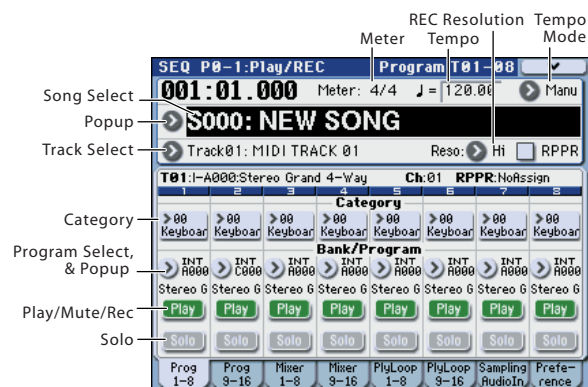 REC Resolution Tempo
Meter Tempo Mode
SEQ P0-1:Play/REC Program T01-08
001:01.000 Meter: 4/4 ♩= 120.00 Manu
Song Select
Popup
S000: NEW SONG
Track Select
Track01: MIDI TRACK 01 Reso: Hi RPPR
T01:I-A000:Stereo Grand 4-Way Ch:01 RPPR:NoAssign
1 2 3 4 5 6 7 8
Category
Category
00 00 00 00 00 00 00 00
Keyboar Keyboar Keyboar Keyboar Keyboar Keyboar Keyboar Keyboar
Bank/Program
Program Select,
& Popup
INT INT INT INT INT INT INT INT
A000 C000 A000 A000 A000 A000 A000 A000
Stereo G Stereo G Stereo G Stereo G Stereo G Stereo G Stereo G Stereo G
Play/Mute/Rec
Play Play Play Play Play Play Play Play
Solo
Solo Solo Solo Solo Solo Solo Solo Solo
Prog Prog Mixer Mixer PlyLoop PlyLoop Sampling Prefe-
1-8 9-16 1-8 9-16 1-8 9-16 AudioIn rence